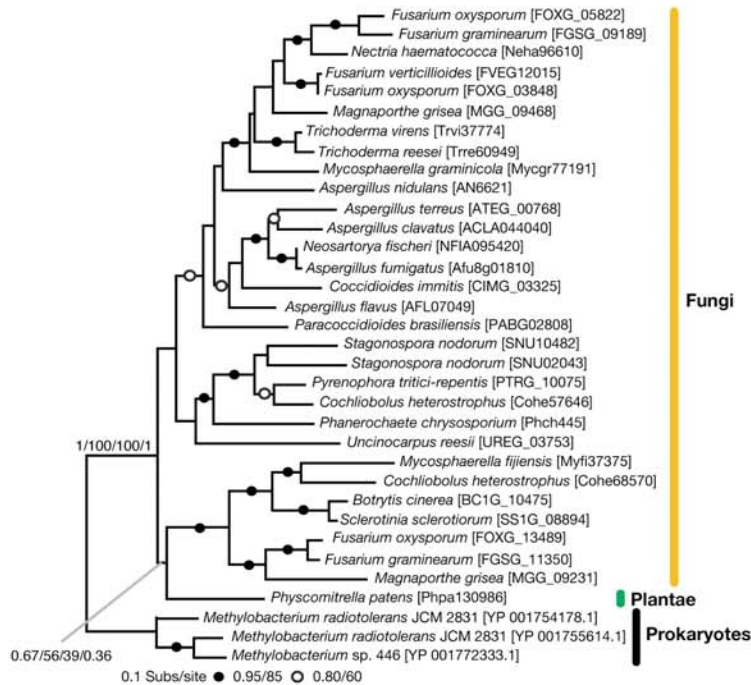 Fusarium oxysporum [FOXG_05822]
Fusarium graminearum [FGSG_09189]
Nectria haematococca [Neha96610]
Fusarium verticillioides [FVEG12015]
Fusarium oxysporum [FOXG_03848]
Magnaporthe grisea [MGG_09468]
Trichoderma virens [Trvi37774]
Trichoderma reesei [Trre60949]
Mycosphaerella graminicola [Mycgr77191]
Aspergillus nidulans [AN6621]
Aspergillus terreus [ATEG_00768]
Aspergillus clavatus [ACLA044040]
Neosartorya fischeri [NFIA095420]
Aspergillus fumigatus [Afu8g01810]
Coccidioides immitis [CIMG_03325]
Fungi
Aspergillus flavus [AFL07049]
Paracoccidioides brasiliensis [PABG02808]
Stagonospora nodorum [SNU10482]
Stagonospora nodorum [SNU02043]
Pyrenophora tritici-repentis [PTRG_10075]
Cochliobolus heterostrophus [Cohe57646]
Phanerochaete chrysosporium [Phch445]
Uncinocarpus reesii [UREG_03753]
1/100/100/1
Mycosphaerella fijiensis [Myfi37375]
Cochliobolus heterostrophus [Cohe68570]
Botrytis cinerea [BC1G_10475]
Sclerotinia sclerotiorum [SS1G_08894]
Fusarium oxysporum [FOXG_13489]
Fusarium graminearum [FGSG_11350]
Magnaporthe grisea [MGG_09231]
Physcomitrella patens [Phpa130986]
Plantae
Methylobacterium radiotolerans JCM 2831 [YP 001754178.1]
Methylobacterium radiotolerans JCM 2831 [YP 001755614.1]
Prokaryotes
Methylobacterium sp. 446 [YP 001772333.1]
0.67/56/39/0.36
0.1 Subs/site ● 0.95/85 ○ 0.80/60